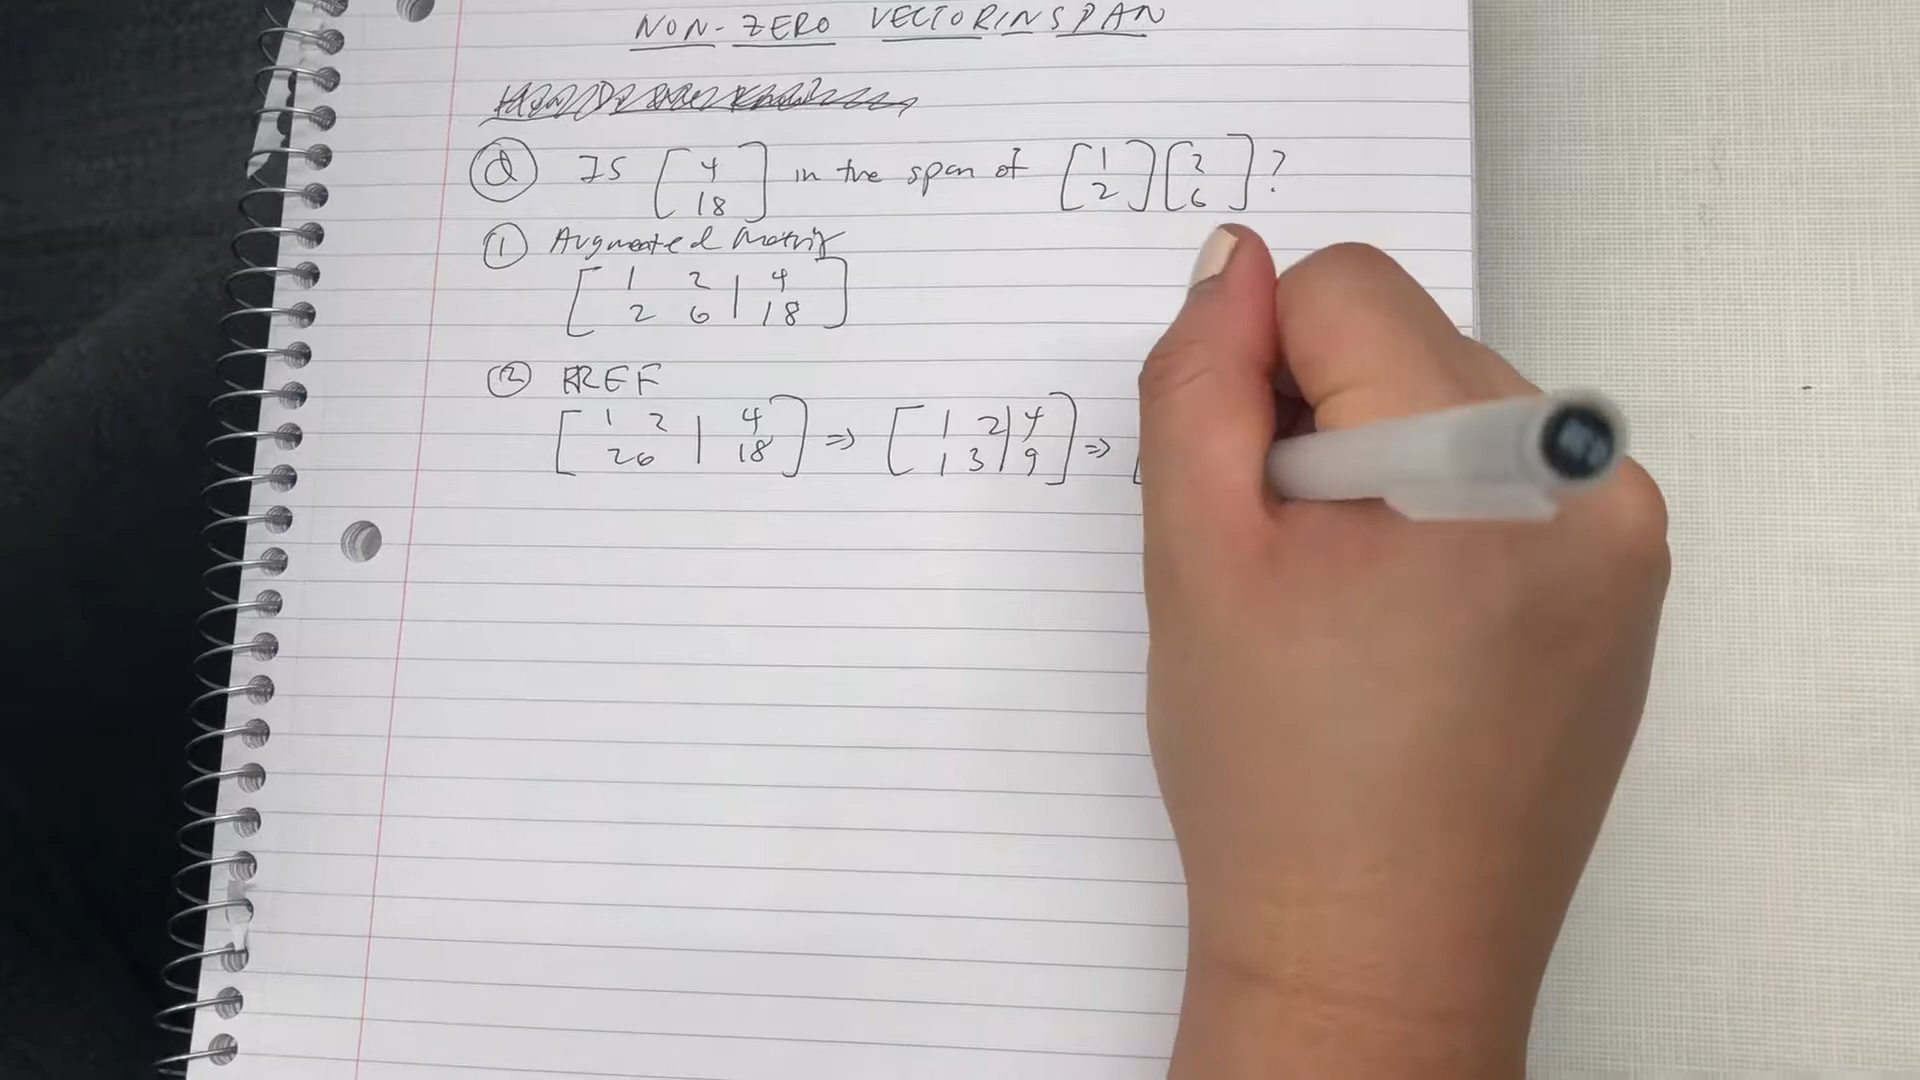 NON-ZERO VECTOR IN SPAN
Q IS [ 4 18 ] in the span of [ 1 2 ] [ 2 6 ] ?
1 Augmented Matrix
[ 1 2 | 4
2 6 | 18 ]
2 RREF
[ 1 2 | 4 ⇒ [ 1 2 | 4 ⇒ [
2 6 | 18 ] 1 3 | 9 ]